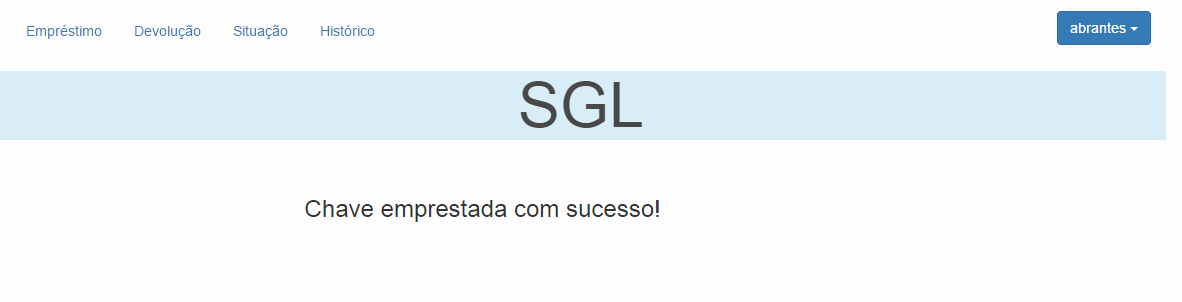 Empréstimo Devolução Situação Histórico abrantes
SGL
Chave emprestada com sucesso!